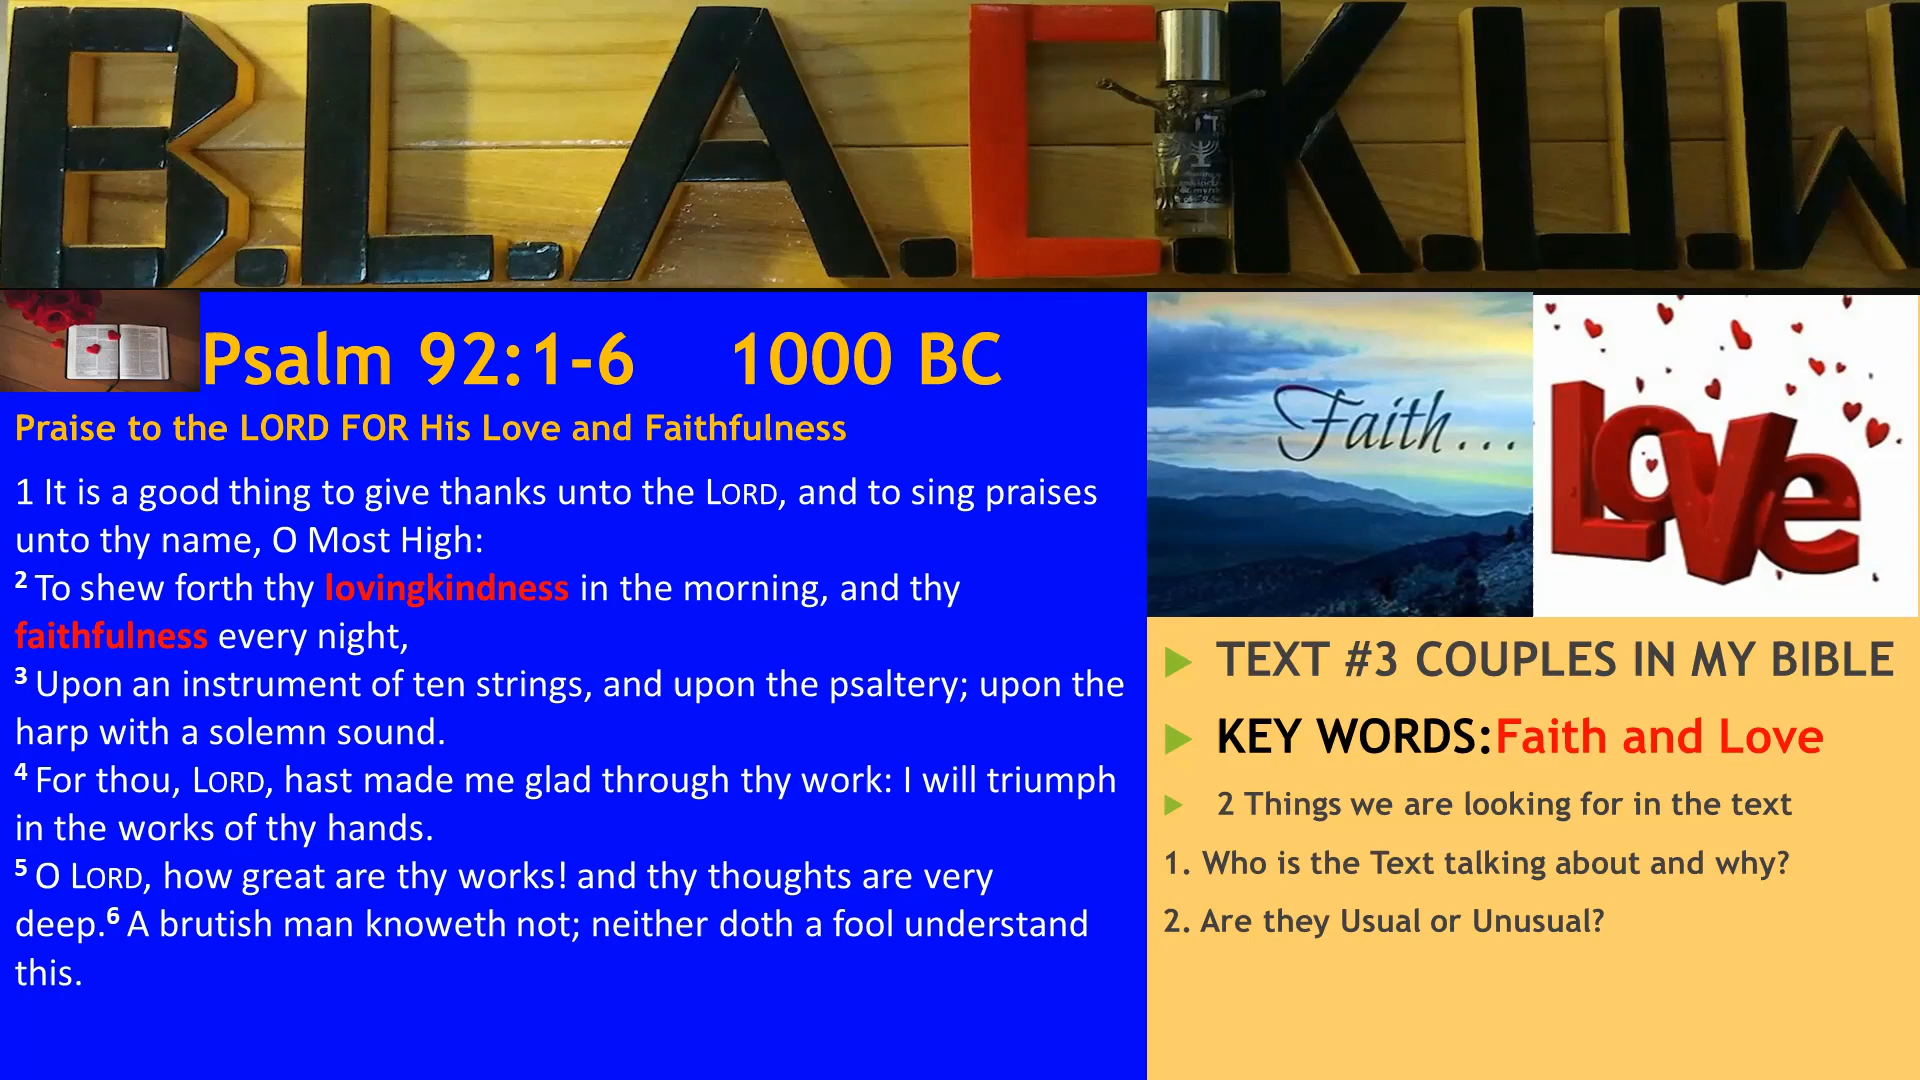 B.L.A.C.K.U.W
Psalm 92:1-6 1000 BC
Praise to the LORD FOR His Love and Faithfulness
1 It is a good thing to give thanks unto the LORD, and to sing praises
unto thy name, O Most High:
2 To shew forth thy lovingkindness in the morning, and thy
faithfulness every night,
3 Upon an instrument of ten strings, and upon the psaltery; upon the
harp with a solemn sound.
4 For thou, LORD, hast made me glad through thy work: I will triumph
in the works of thy hands.
5 O LORD, how great are thy works! and thy thoughts are very
deep.6 A brutish man knoweth not; neither doth a fool understand
this.
Faith...
Love
TEXT #3 COUPLES IN MY BIBLE
KEY WORDS:Faith and Love
2 Things we are looking for in the text
1. Who is the Text talking about and why?
2. Are they Usual or Unusual?